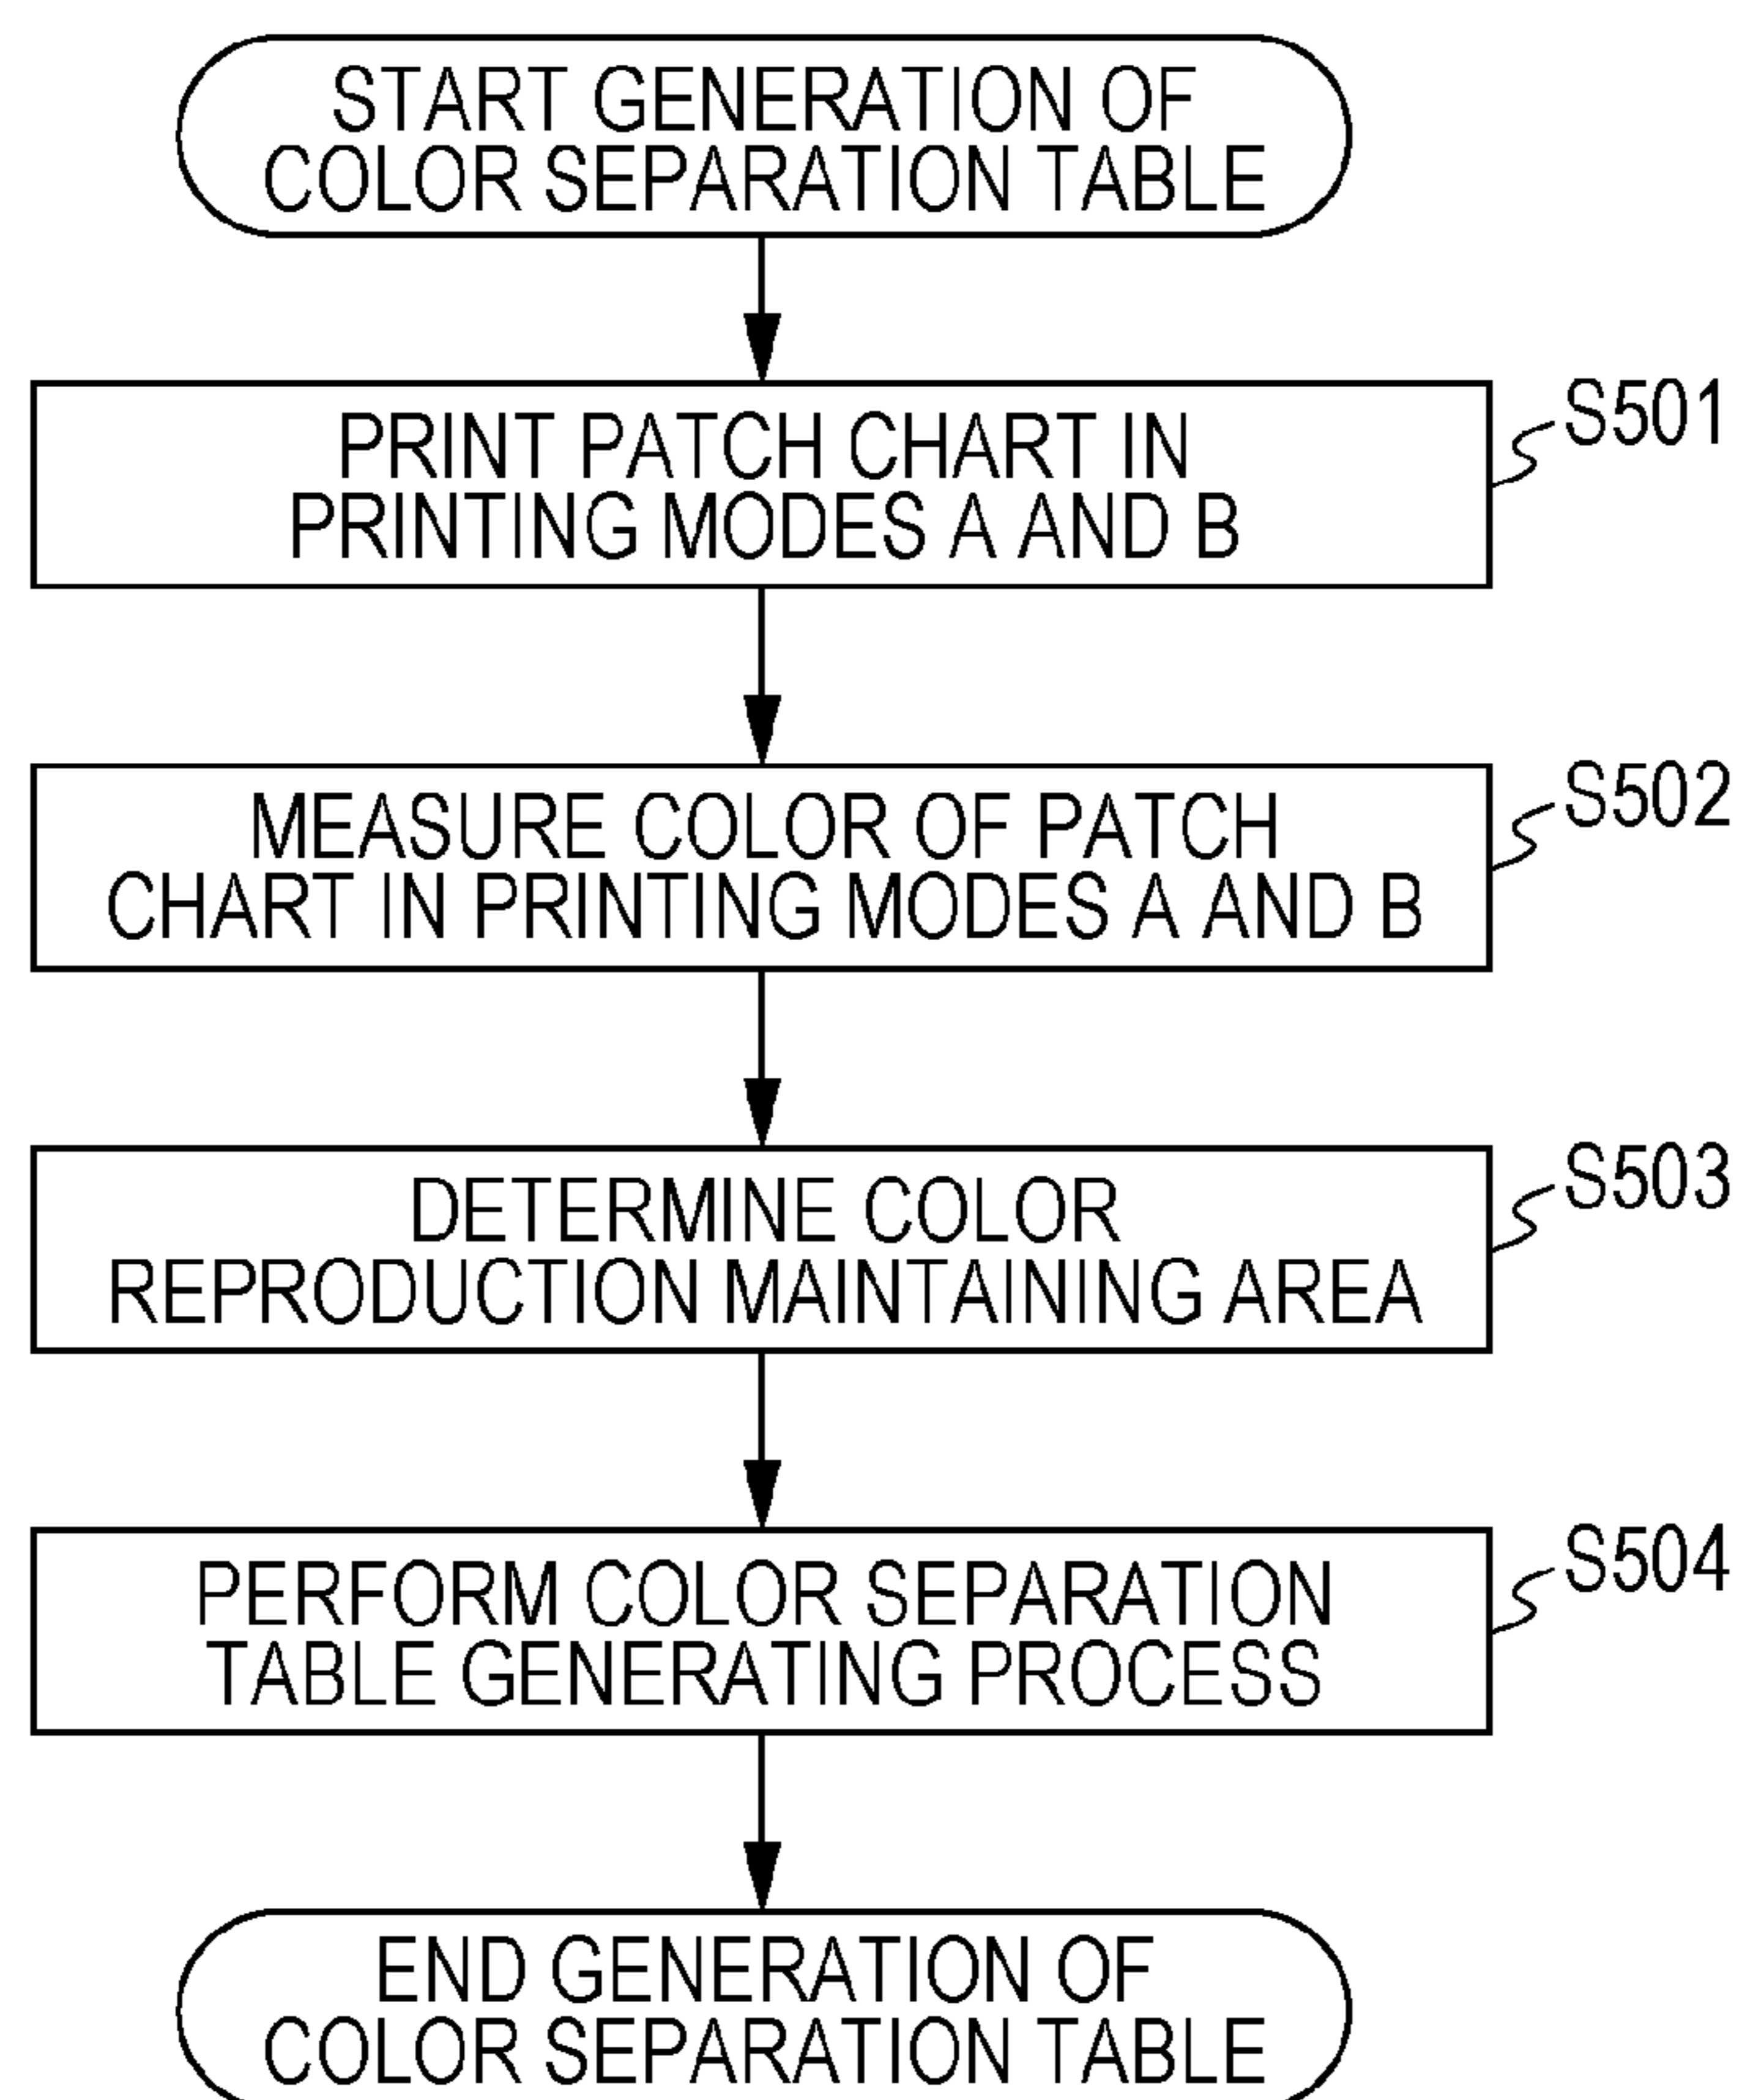 START GENERATION OF
COLOR SEPARATION TABLE
PRINT PATCH CHART IN
PRINTING MODES A AND B
S501
MEASURE COLOR OF PATCH
CHART IN PRINTING MODES A AND B
S502
DETERMINE COLOR
REPRODUCTION MAINTAINING AREA
S503
PERFORM COLOR SEPARATION
TABLE GENERATING PROCESS
S504
END GENERATION OF
COLOR SEPARATION TABLE